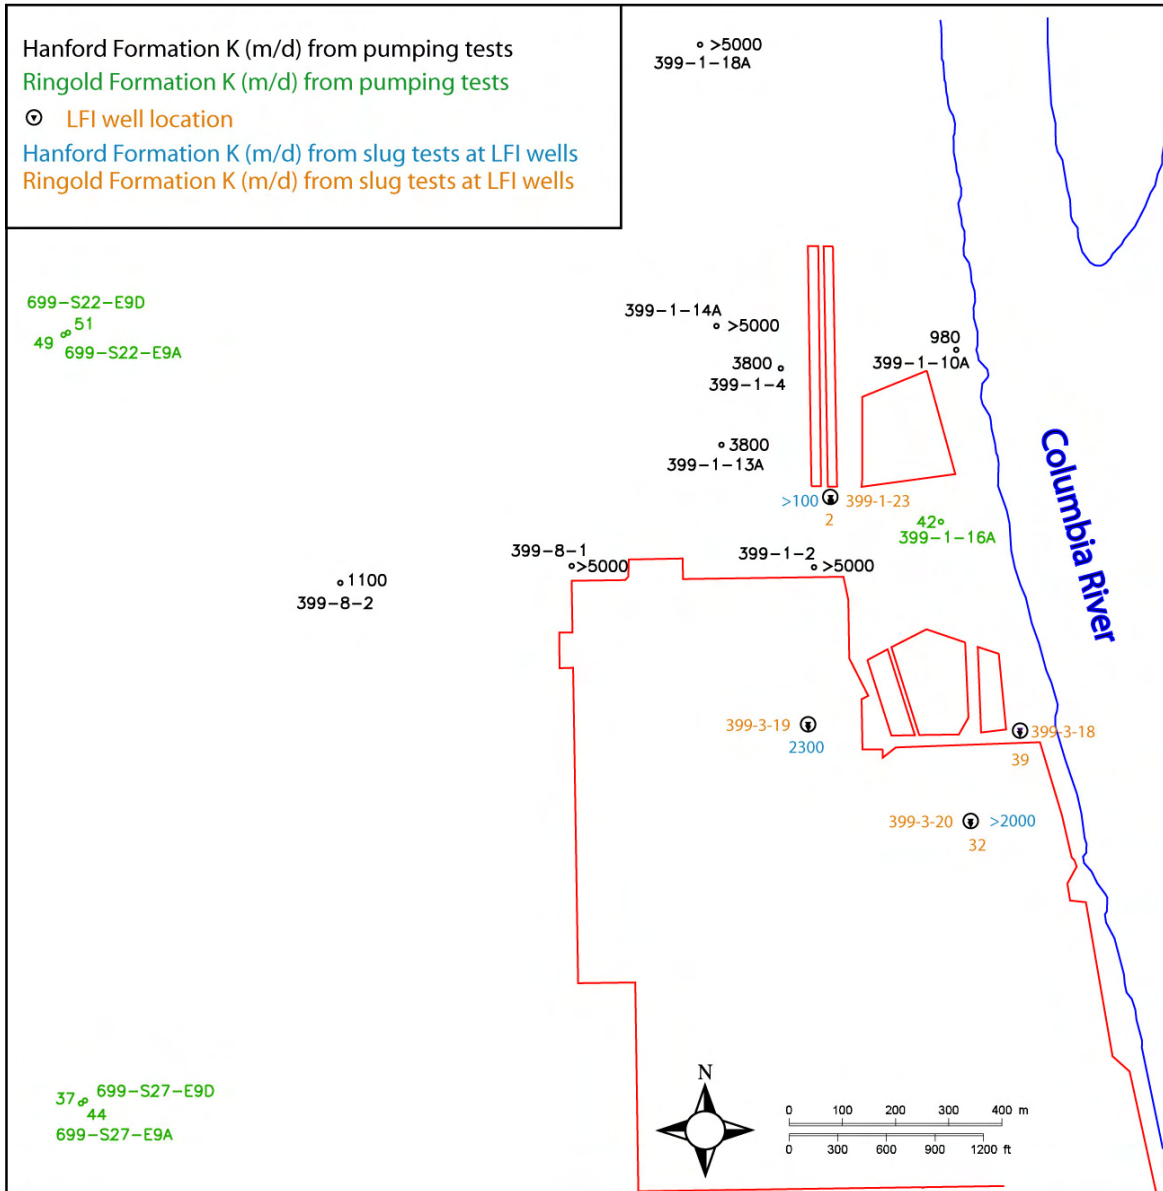 Hanford Formation K (m/d) from pumping tests
Ringold Formation K (m/d) from pumping tests
LFI well location
Hanford Formation K (m/d) from slug tests at LFI wells
Ringold Formation K (m/d) from slug tests at LFI wells
>5000
399-1-18A
699-S22-E9D
51
49
699-S22-E9A
399-1-14A
>5000
980
399-1-10A
3800
399-1-4
3800
399-1-13A
>100
399-1-23
2
42
399-1-16A
Columbia River
399-8-1
>5000
399-1-2
>5000
1100
399-8-2
399-3-19
2300
399-3-18
39
399-3-20
>2000
32
N
37
699-S27-E9D
44
699-S27-E9A
0 100 200 300 400 m
0 300 600 900 1200 ft